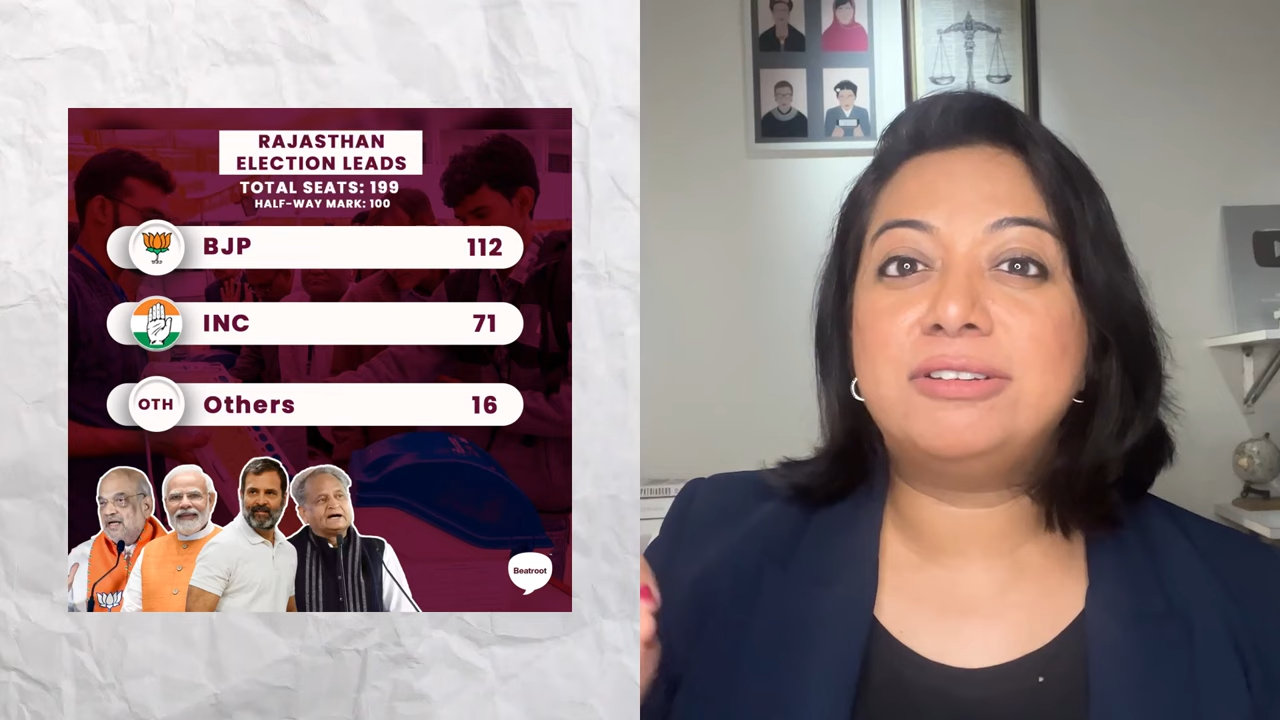 RAJASTHAN
ELECTION LEADS
TOTAL SEATS: 199
HALF-WAY MARK: 100
BJP 112
INC 71
OTH Others 16
Beatroot